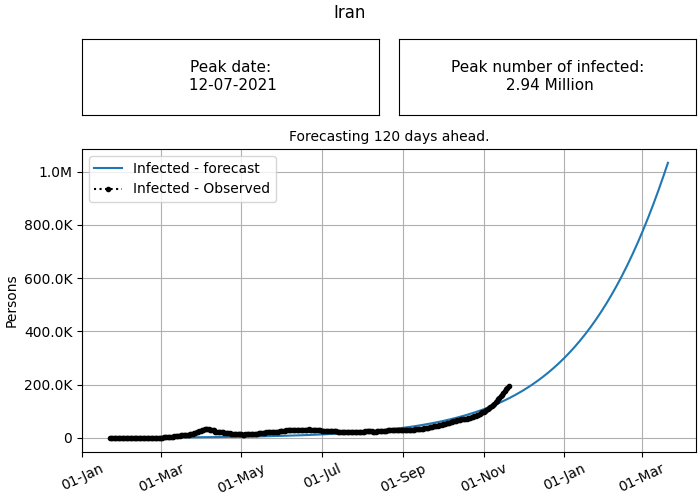 Iran
Peak date:
12-07-2021
Peak number of infected:
2.94 Million
Forecasting 120 days ahead.
Infected - forecast
Infected - Observed
1.0M
800.0K
600.0K
400.0K
200.0K
0
Persons
01-Jan
01-Mar
01-May
01-Jul
01-Sep
01-Nov
01-Jan
01-Mar